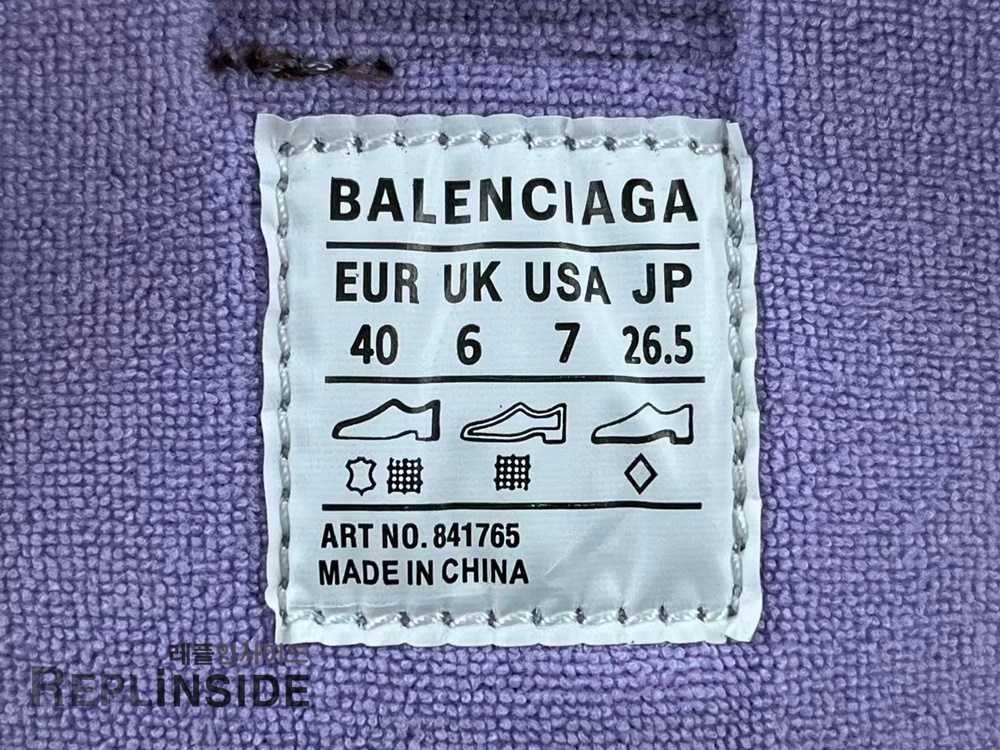 BALENCIAGA
EUR UK USA JP
40 6 7 26.5
ART NO. 841765
MADE IN CHINA
레플인사이드
REPLINSIDE